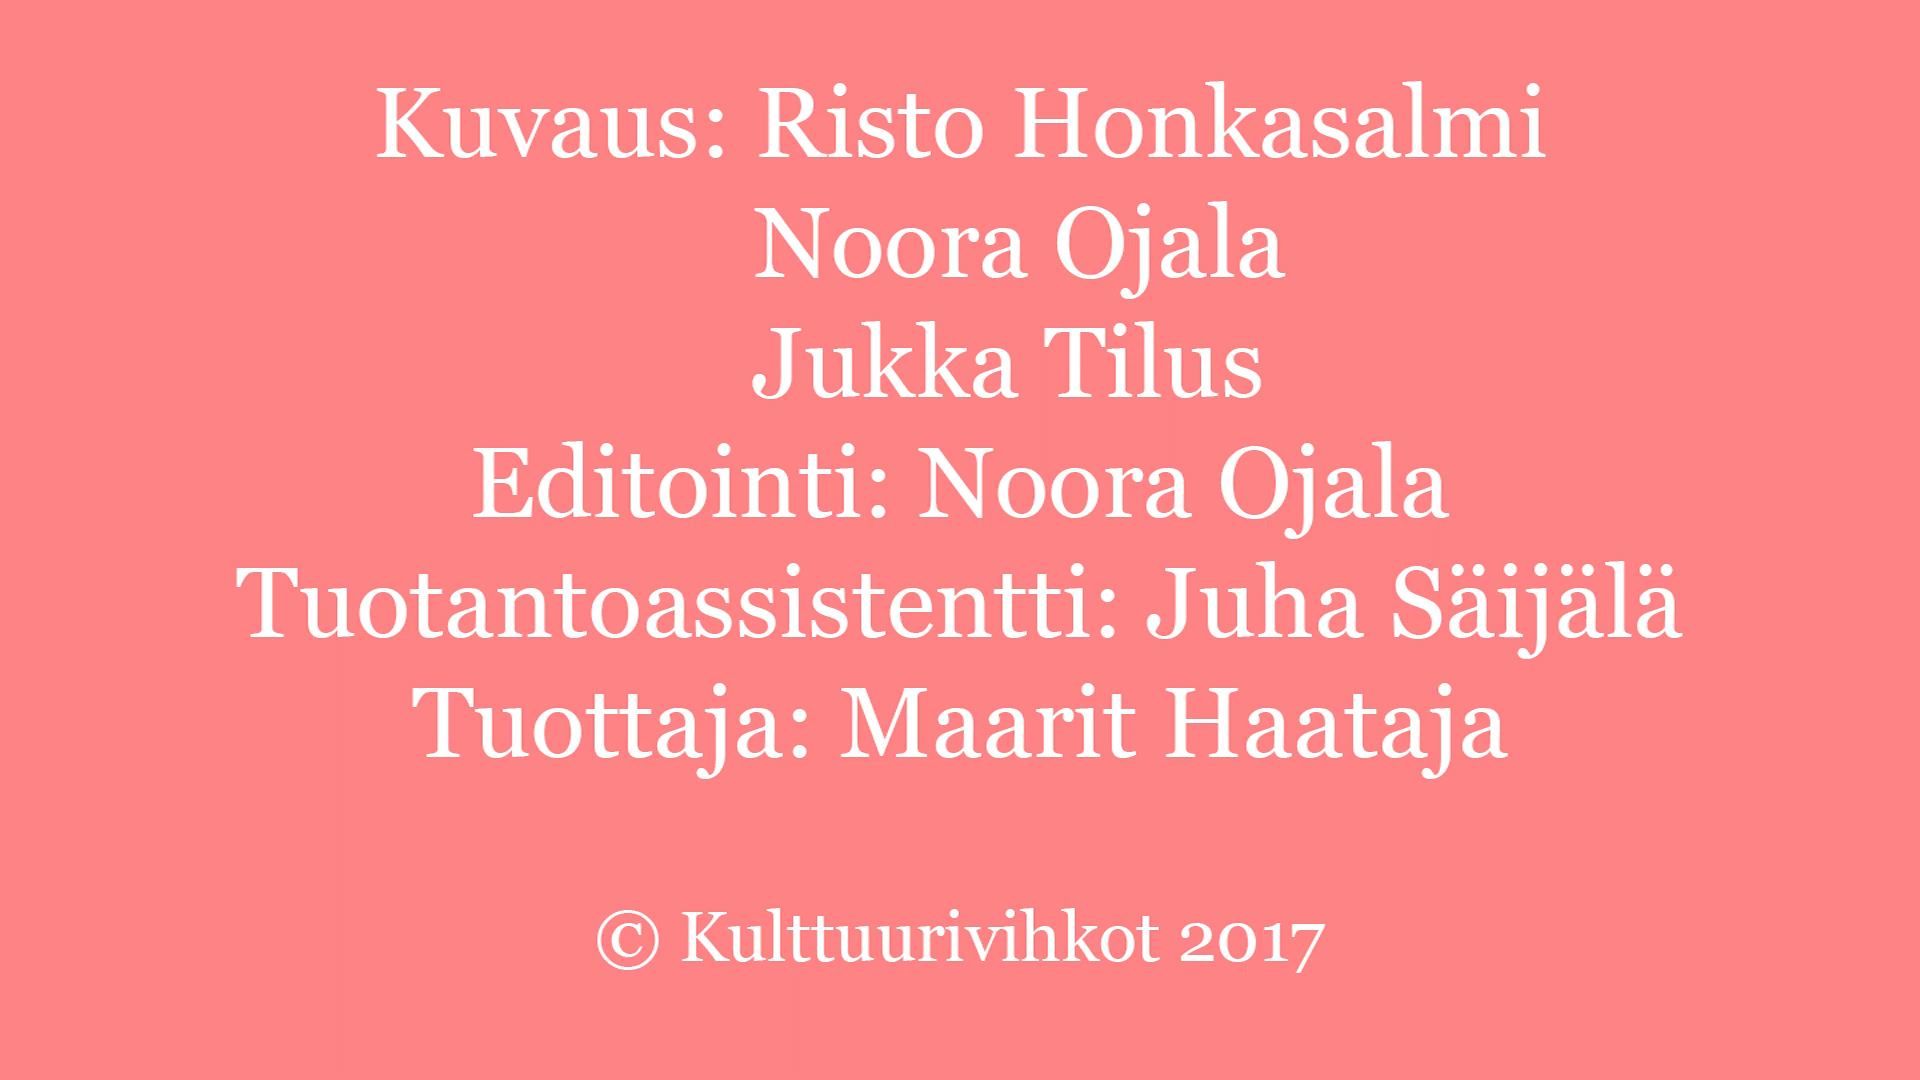 Kuvaus: Risto Honkasalmi
Noora Ojala
Jukka Tilus
Editointi: Noora Ojala
Tuotantoassistentti: Juha Säijälä
Tuottaja: Maarit Haataja
© Kulttuurivihkot 2017